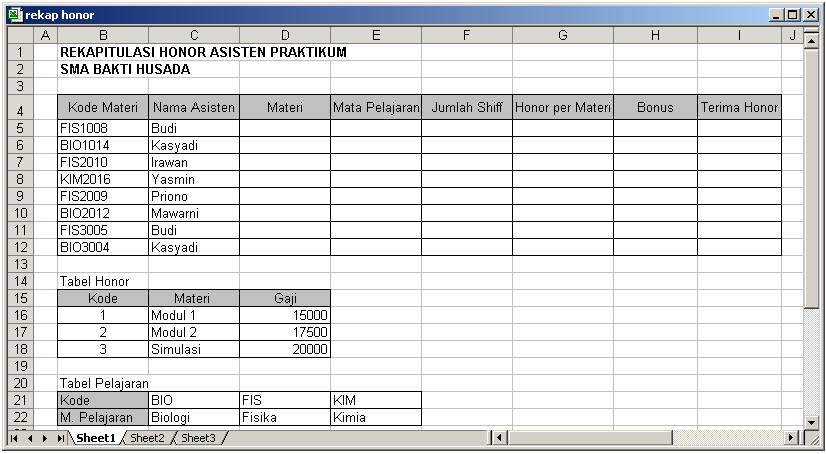 rekap honor
A B C D E F G H I J
1 REKAPITULASI HONOR ASISTEN PRAKTIKUM
2 SMA BAKTI HUSADA
3
4 Kode Materi Nama Asisten Materi Mata Pelajaran Jumlah Shiff Honor per Materi Bonus Terima Honor
5 FIS1008 Budi
6 BIO1014 Kasyadi
7 FIS2010 Irawan
8 KIM2016 Yasmin
9 FIS2009 Priono
10 BIO2012 Mawarni
11 FIS3005 Budi
12 BIO3004 Kasyadi
13
14 Tabel Honor
15 Kode Materi Gaji
16 1 Modul 1 15000
17 2 Modul 2 17500
18 3 Simulasi 20000
19
20 Tabel Pelajaran
21 Kode BIO FIS KIM
22 M. Pelajaran Biologi Fisika Kimia
Sheet1 Sheet2 Sheet3